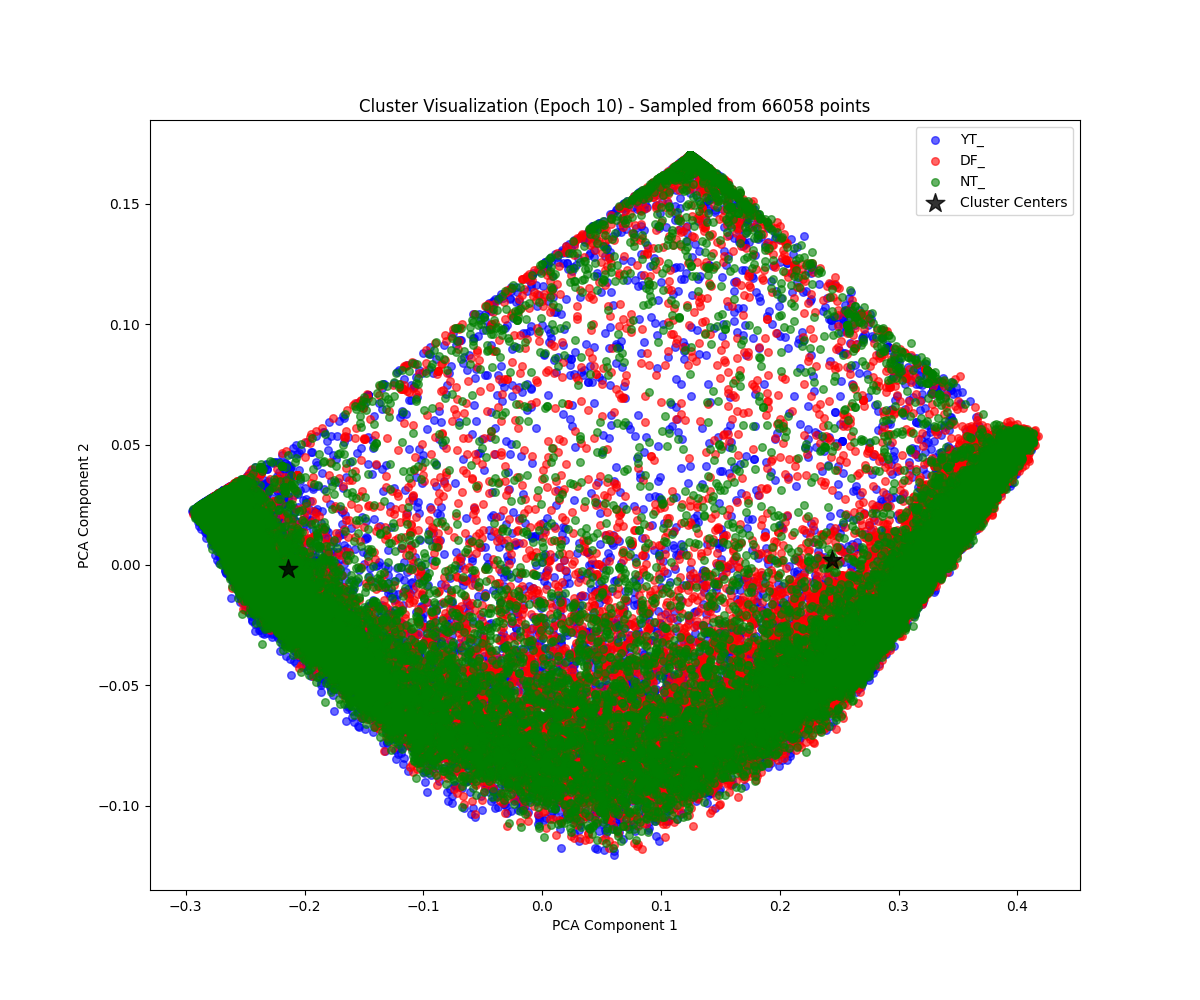 Cluster Visualization (Epoch 10) - Sampled from 66058 points
YT_
DF_
NT_
Cluster Centers
PCA Component 2
0.15
0.10
0.05
0.00
−0.05
−0.10
−0.3 −0.2 −0.1 0.0 0.1 0.2 0.3 0.4
PCA Component 1